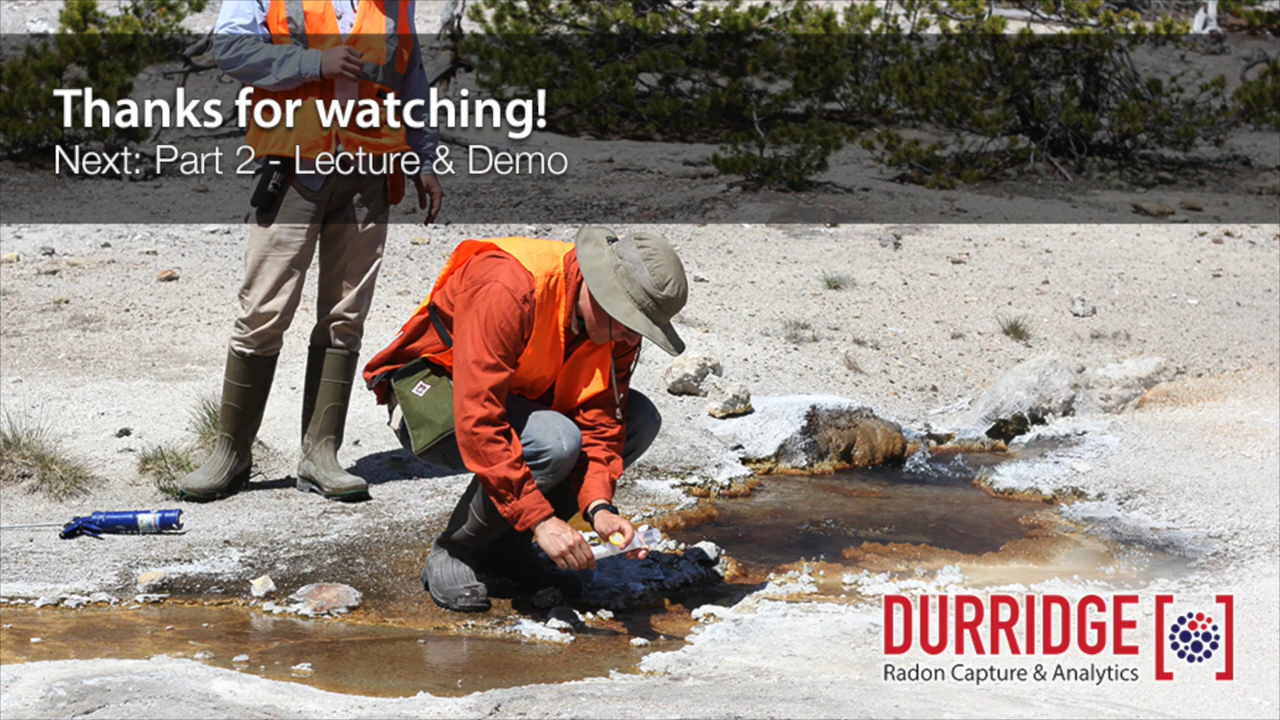 Thanks for watching!
Next: Part 2 - Lecture & Demo
DURRIDGE
Radon Capture & Analytics